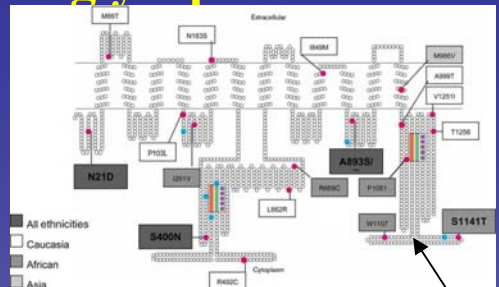 Extracellular
M89T
N183S
I849M
M986V
A999T
V1251I
T1256
P103L
N21D
I261V
A893S/
R669C
P1051
L662R
W1107
S1141T
S400N
R492C
Cytoplasm
All ethnicities
Caucasia
African
Asia